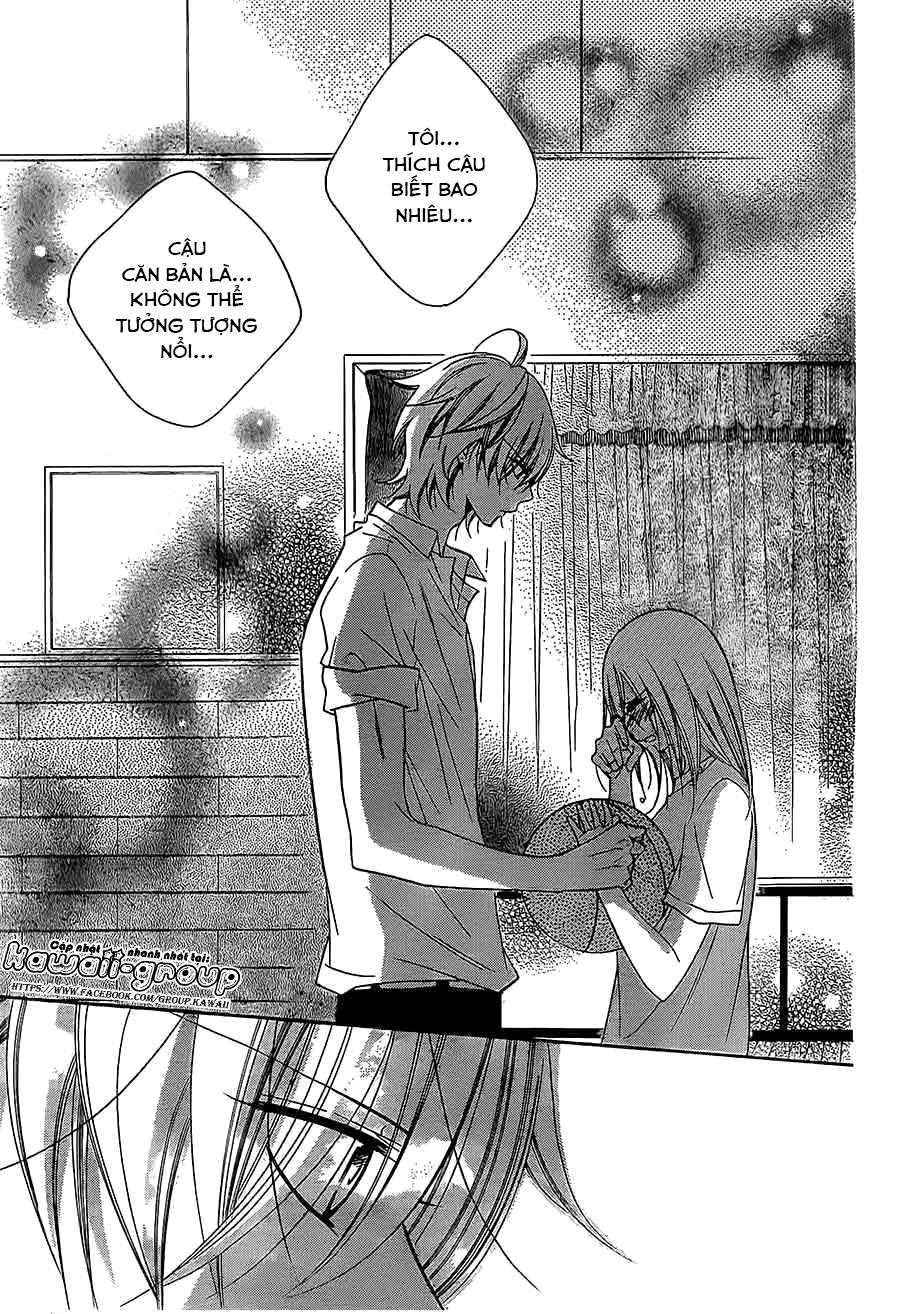 TÔI...
THÍCH CẬU
BIẾT BAO
NHIÊU...
CẬU
CĂN BẢN LÀ...
KHÔNG THỂ
TƯỞNG TƯỢNG
NỔI...
Cập nhật nhanh nhất tại:
Kawaii-group
HTTPS://WWW.FACEBOOK.COM/GROUP.KAWAII